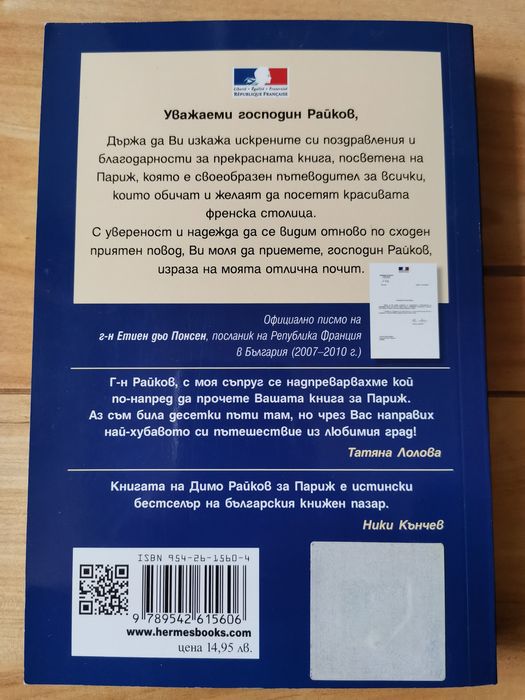 Liberté • Égalité • Fraternité
RÉPUBLIQUE FRANÇAISE
Уважаеми господин Райков,
Държа да Ви изкажа искрените си поздравления и
благодарности за прекрасната книга, посветена на
Париж, която е своеобразен пътеводител за всички,
които обичат и желаят да посетят красивата
френска столица.
С увереност и надежда да се видим отново по сходен
приятен повод, Ви моля да приемете, господин Райков,
израза на моята отлична почит.
Официално писмо на
г-н Етиен дьо Понсен, посланик на Република Франция
в България (2007–2010 г.)
Г-н Райков, с моя съпруг се надпреварвахме кой
по-напред да прочете Вашата книга за Париж.
Аз съм била десетки пъти там, но чрез Вас направих
най-хубавото си пътешествие из любимия град!
Татяна Лолова
Книгата на Димо Райков за Париж е истински
бестселър на българския книжен пазар.
Ники Кънчев
ISBN 954-26-1560-4
9 789542 615606
www.hermesbooks.com
цена 14,95 лв.